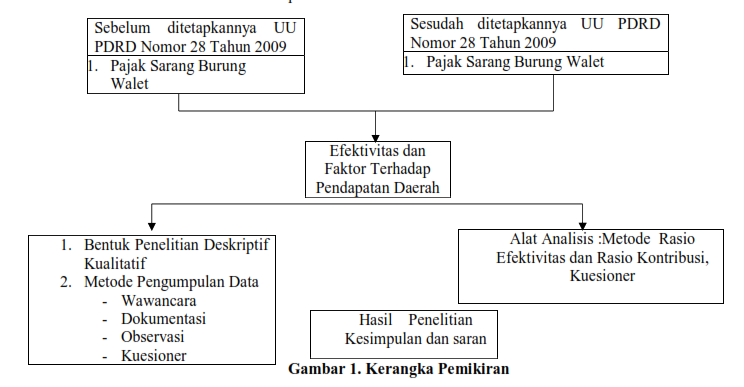 Sebelum ditetapkannya UU
PDRD Nomor 28 Tahun 2009
1. Pajak Sarang Burung
Walet
Sesudah ditetapkannya UU PDRD
Nomor 28 Tahun 2009
1. Pajak Sarang Burung Walet
Efektivitas dan
Faktor Terhadap
Pendapatan Daerah
1. Bentuk Penelitian Deskriptif
Kualitatif
2. Metode Pengumpulan Data
- Wawancara
- Dokumentasi
- Observasi
- Kuesioner
Alat Analisis :Metode Rasio
Efektivitas dan Rasio Kontribusi,
Kuesioner
Hasil Penelitian
Kesimpulan dan saran
Gambar 1. Kerangka Pemikiran